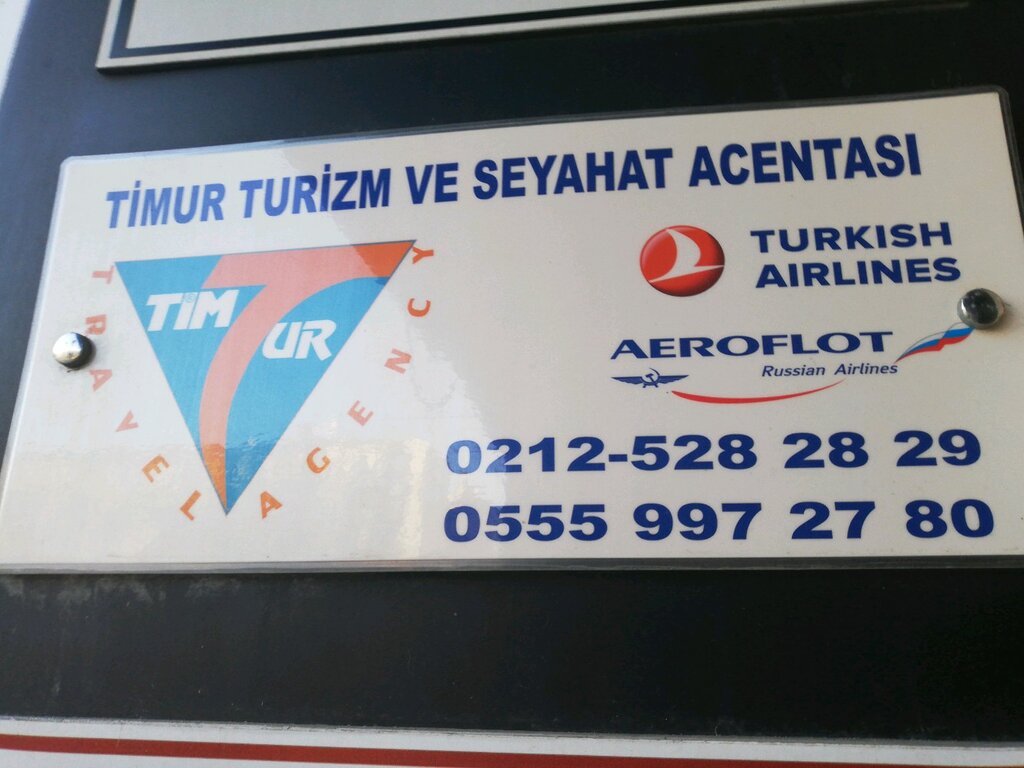 TİMUR TURİZM VE SEYAHAT ACENTASI
TİMUR
TRAVEL AGENCY
TURKISH
AIRLINES
AEROFLOT
Russian Airlines
0212-528 28 29
0555 997 27 80